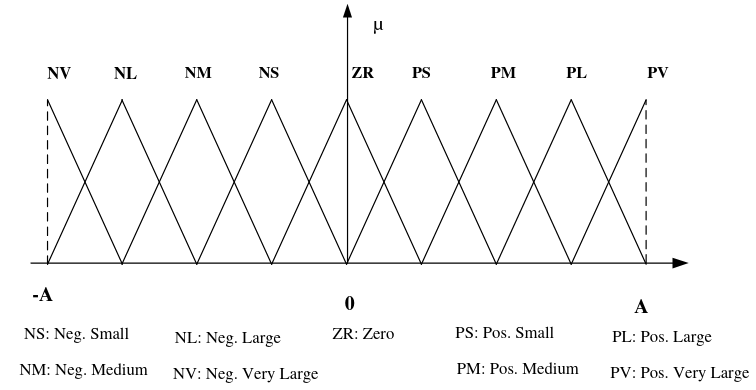 μ
NV NL NM NS ZR PS PM PL PV
-A 0 A
NS: Neg. Small NL: Neg. Large ZR: Zero PS: Pos. Small PL: Pos. Large
NM: Neg. Medium NV: Neg. Very Large PM: Pos. Medium PV: Pos. Very Large